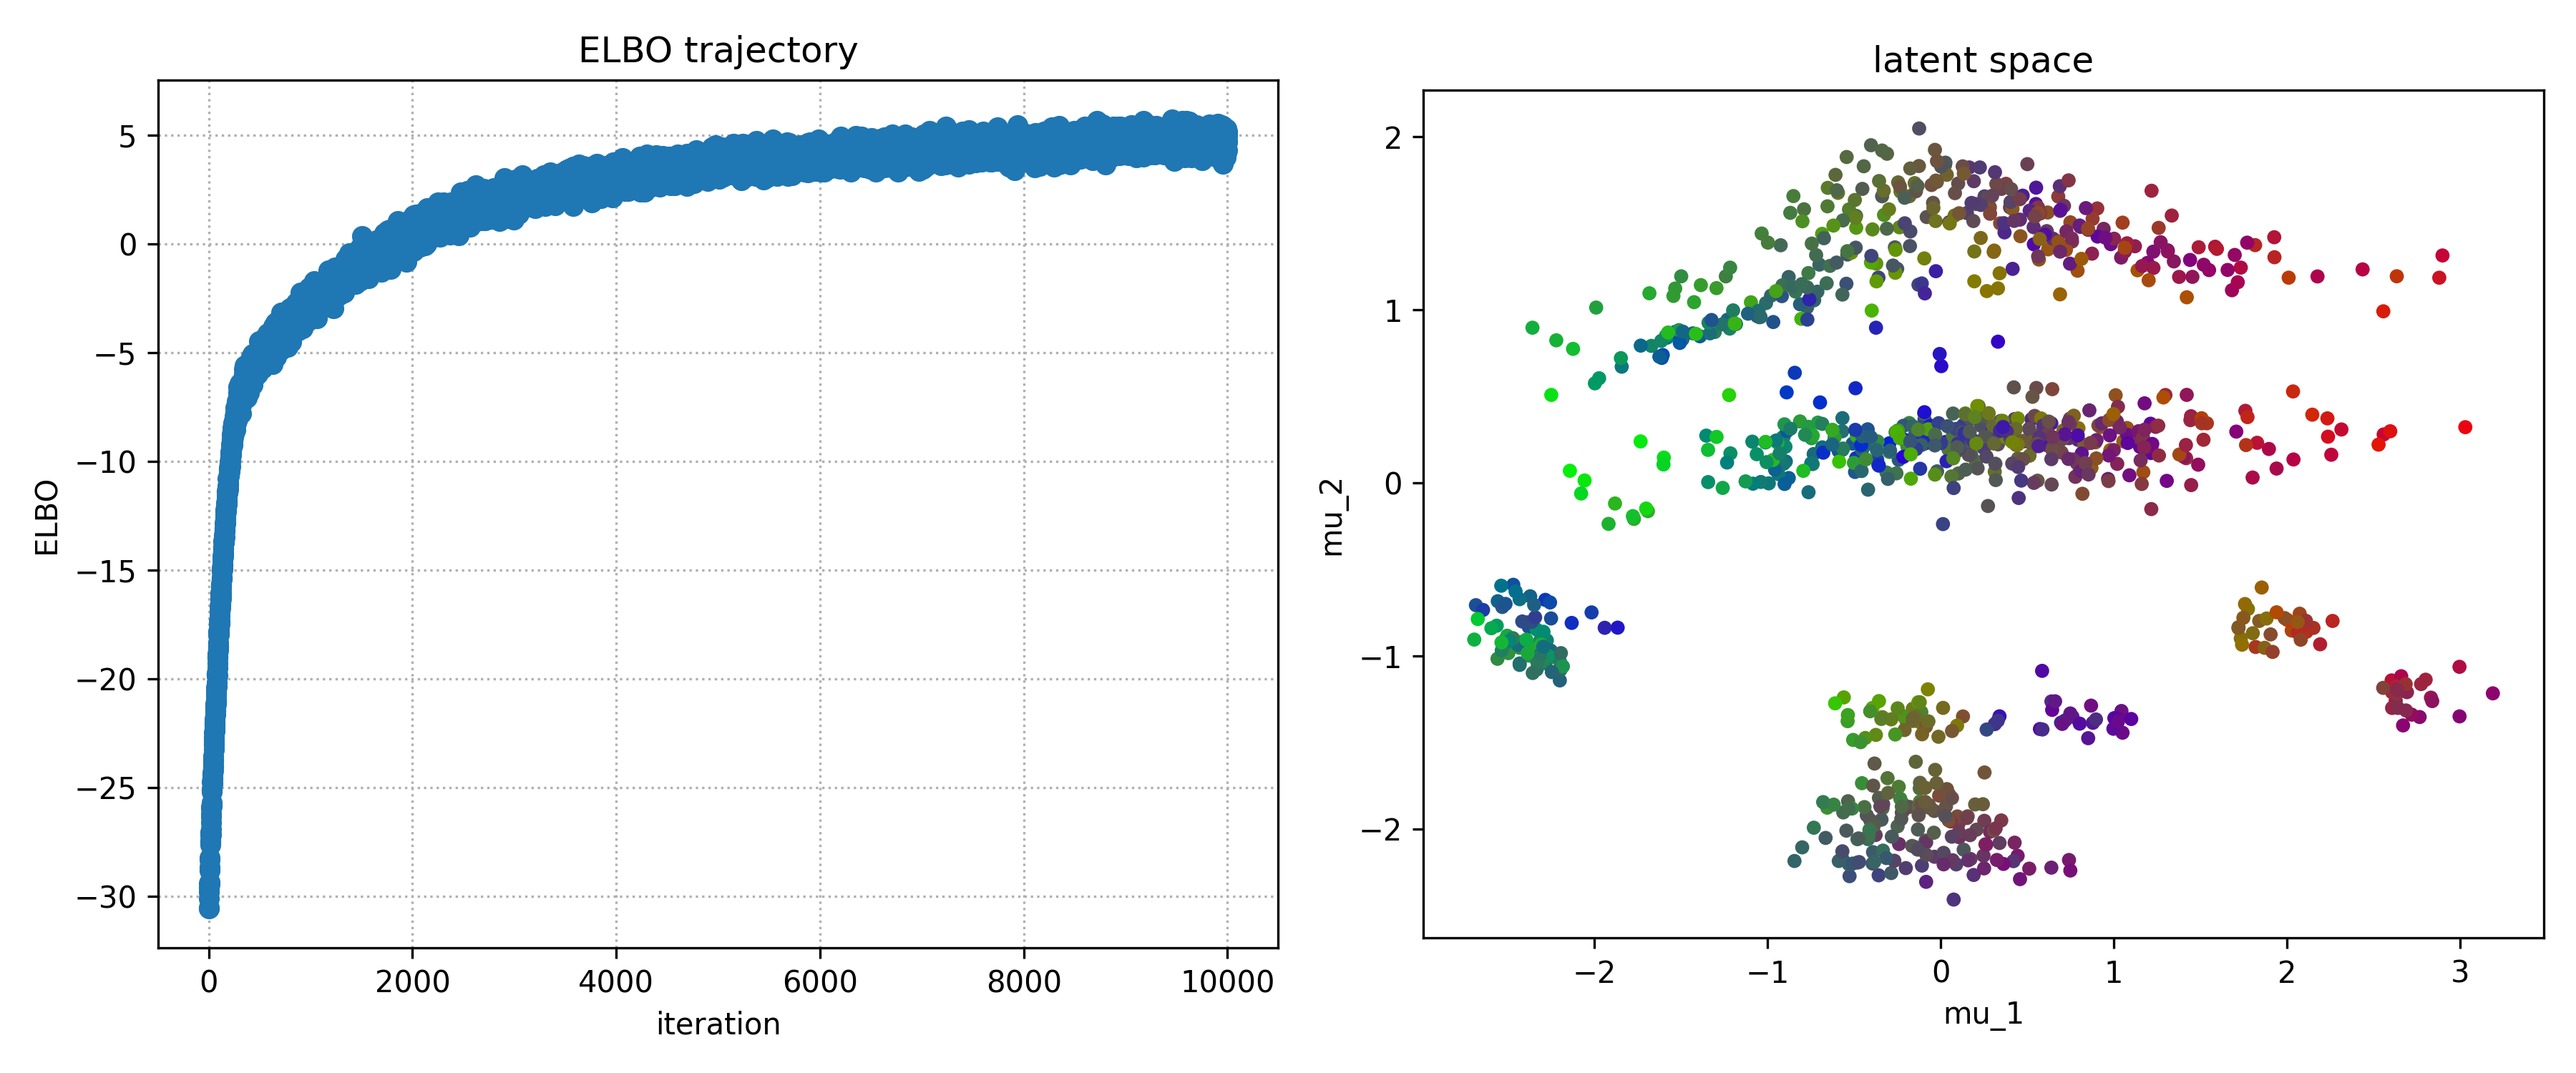 ELBO trajectory
5
0
−5
−10
−15
−20
−25
−30
ELBO
0 2000 4000 6000 8000 10000
iteration
latent space
2
1
0
−1
−2
mu_2
−2 −1 0 1 2 3
mu_1